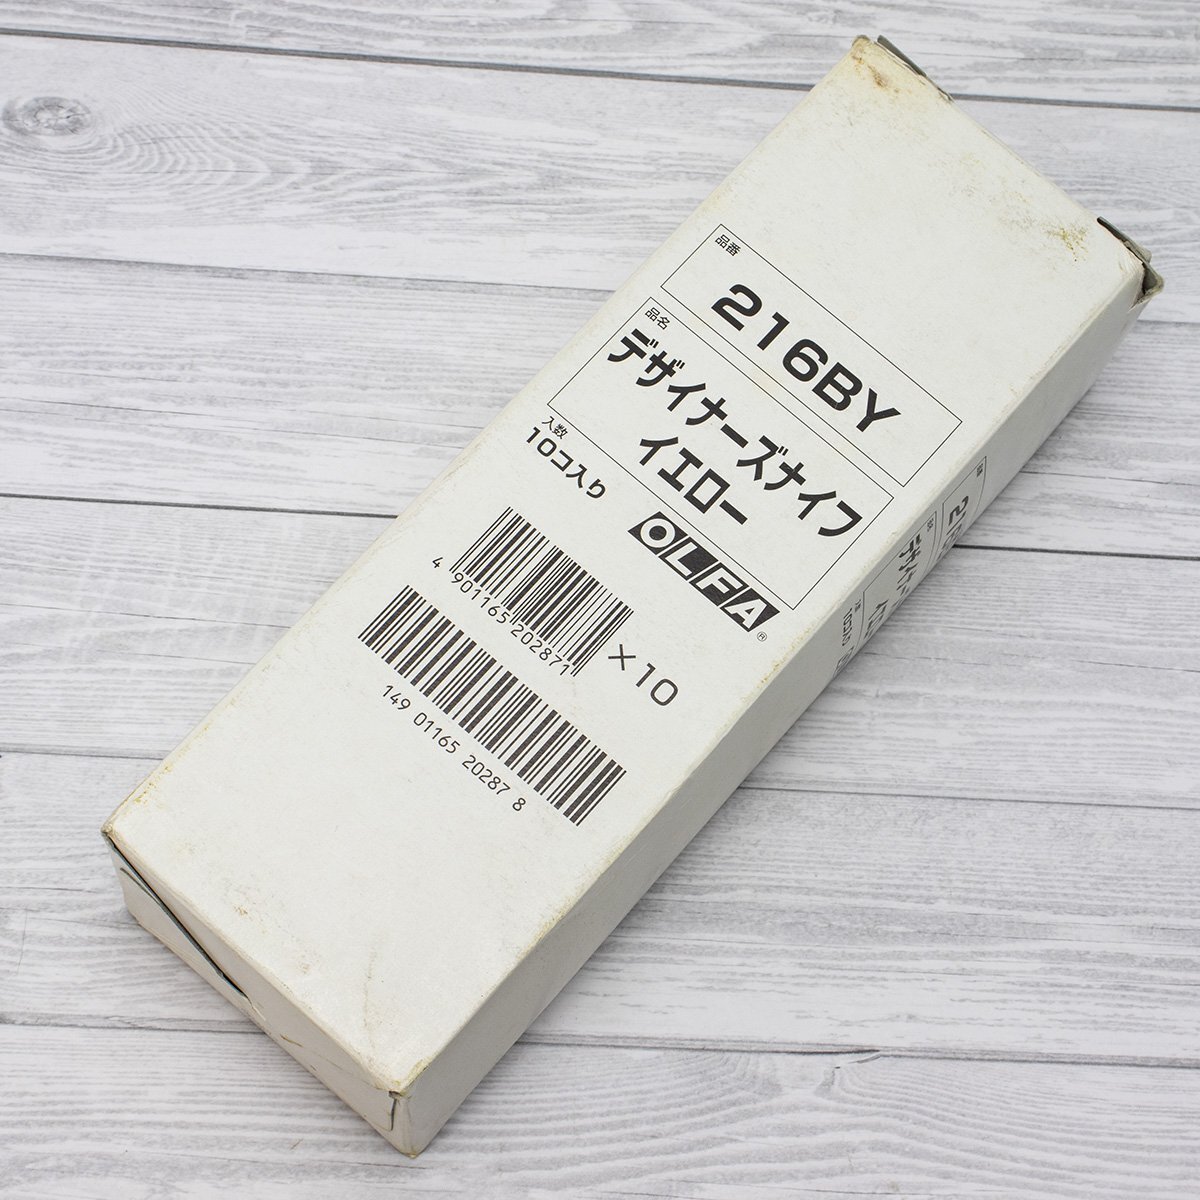 品番
216BY
品名
デザイナーズナイフ
イエロー
入数
10コ入り
OLFA®
4 901165 202871
×10
149 01165 20287 8